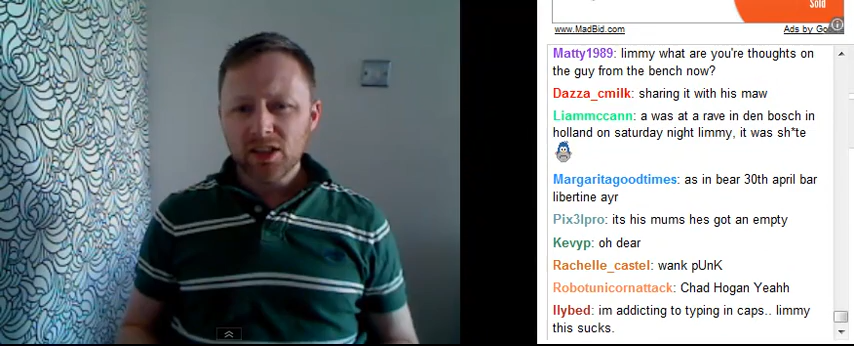 Sold
www.MadBid.com
Ads by Goo
Matty1989: limmy what are you're thoughts on
the guy from the bench now?
Dazza_cmilk: sharing it with his maw
Liammccann: a was at a rave in den bosch in
holland on saturday night limmy, it was sh*te
Margaritagoodtimes: as in bear 30th april bar
libertine ayr
Pix3lpro: its his mums hes got an empty
Kevyp: oh dear
Rachelle_castel: wank pUnK
Robotunicornattack: Chad Hogan Yeahh
Ilybed: im addicting to typing in caps.. limmy
this sucks.